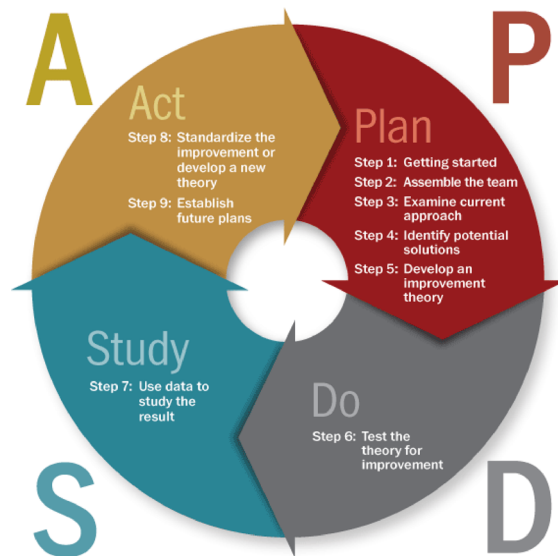 A
P
Act
Step 8: Standardize the
improvement or
develop a new
theory
Step 9: Establish
future plans
Plan
Step 1: Getting started
Step 2: Assemble the team
Step 3: Examine current
approach
Step 4: Identify potential
solutions
Step 5: Develop an
improvement
theory
Study
Step 7: Use data to
study the
result
Do
Step 6: Test the
theory for
improvement
S
D